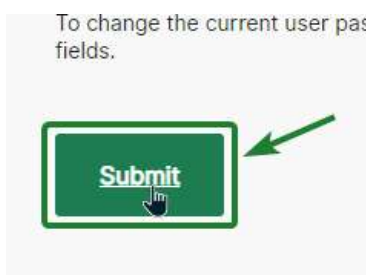 To change the current user pas
fields.
Submit